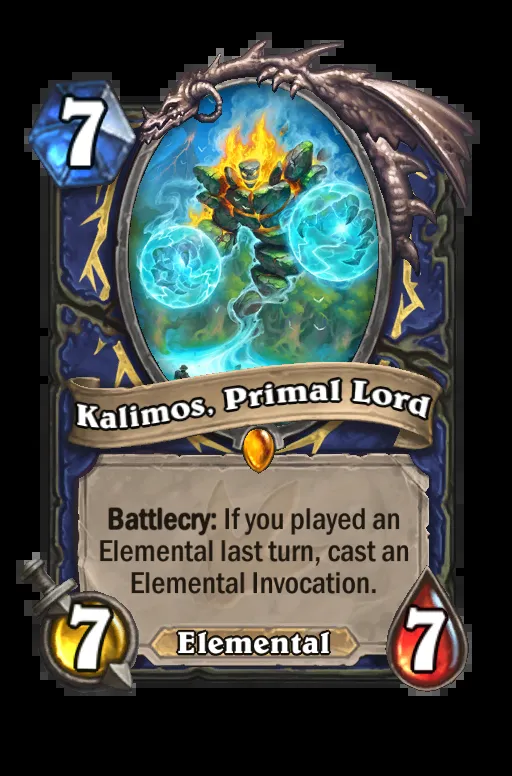 7
Kalimos, Primal Lord
Battlecry: If you played an
Elemental last turn, cast an
Elemental Invocation.
7
Elemental
7